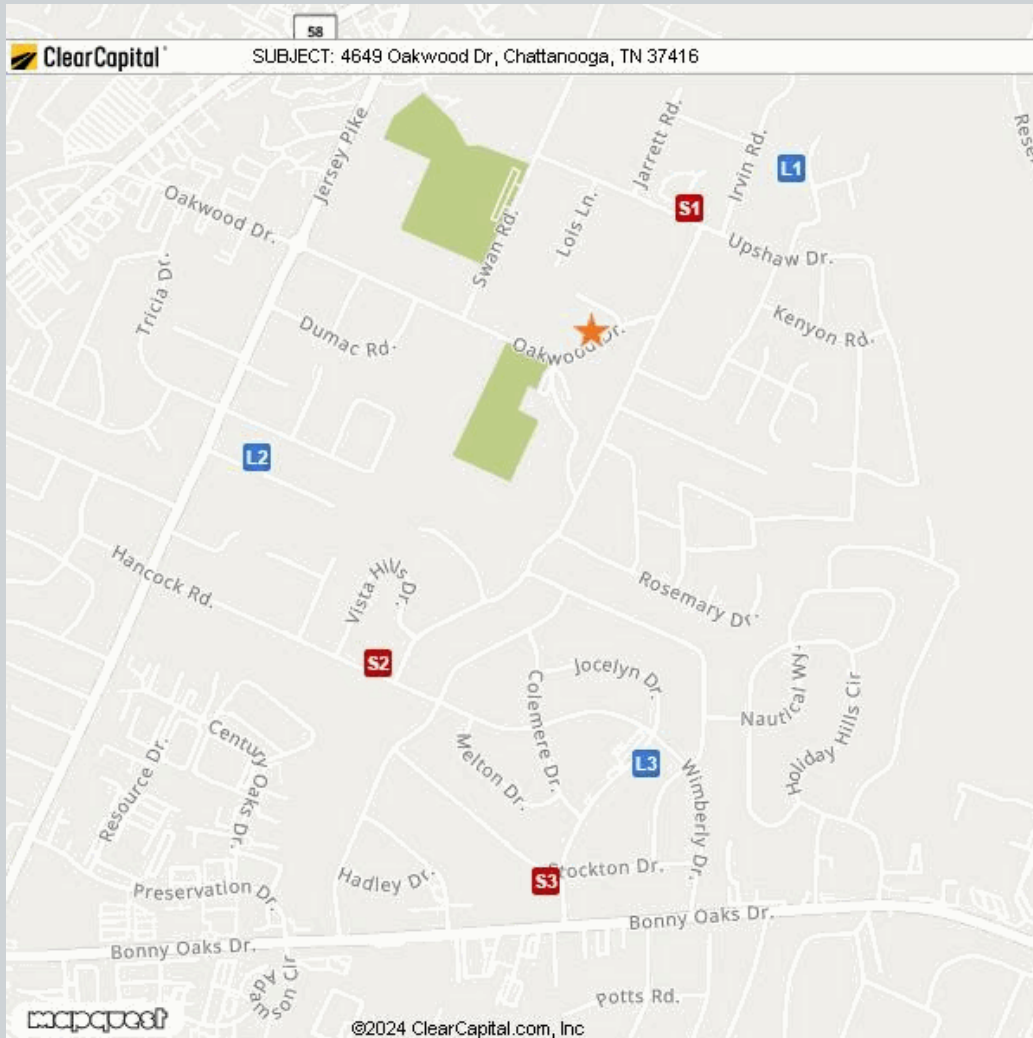 58
ClearCapital
SUBJECT: 4649 Oakwood Dr, Chattanooga, TN 37416
Jersey Pike
Jarrett Rd.
Irvin Rd.
L1
Oakwood Dr.
S1
Swan Rd.
Lois Ln.
Upshaw Dr.
Tricia Dr.
Dumac Rd.
Oakwood Dr.
Kenyon Rd.
L2
Hancock Rd.
Vista Hills Dr.
Rosemary Dr.
S2
Jocelyn Dr.
Colemere Dr.
Nautical Wy.
Holiday Hills Cir
Century Oaks Dr.
Resource Dr.
Melton Dr.
L3
Wimberly Dr.
Hadley Dr.
S3
Stockton Dr.
Preservation Dr.
Bonny Oaks Dr.
Bonny Oaks Dr.
Adamson Cir
Potts Rd.
mapquest
©2024 ClearCapital.com, Inc